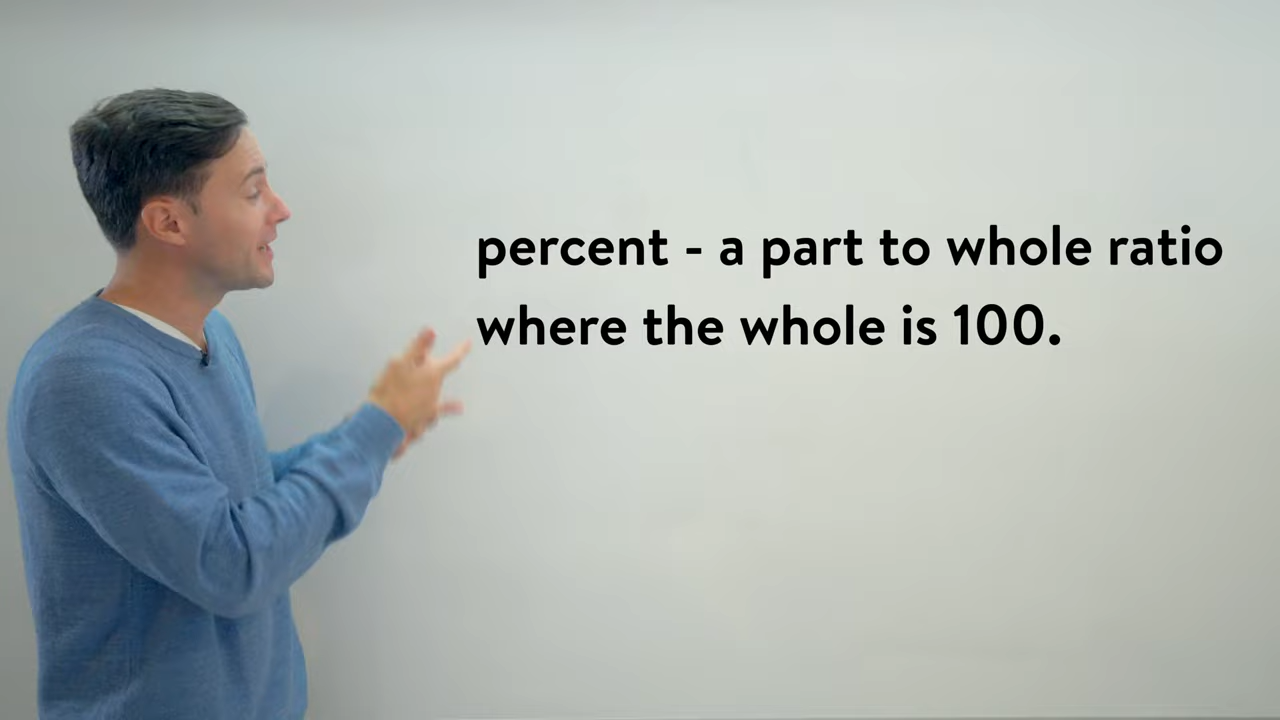 percent - a part to whole ratio
where the whole is 100.